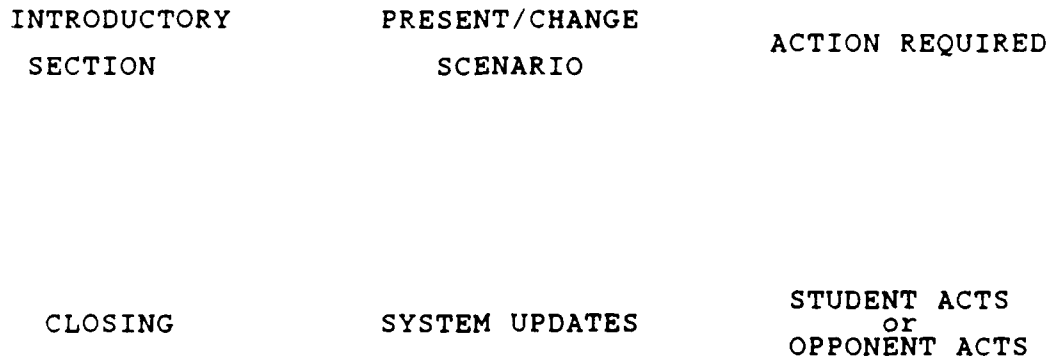 INTRODUCTORY
SECTION
PRESENT/CHANGE
SCENARIO
ACTION REQUIRED
CLOSING
SYSTEM UPDATES
STUDENT ACTS
or
OPPONENT ACTS